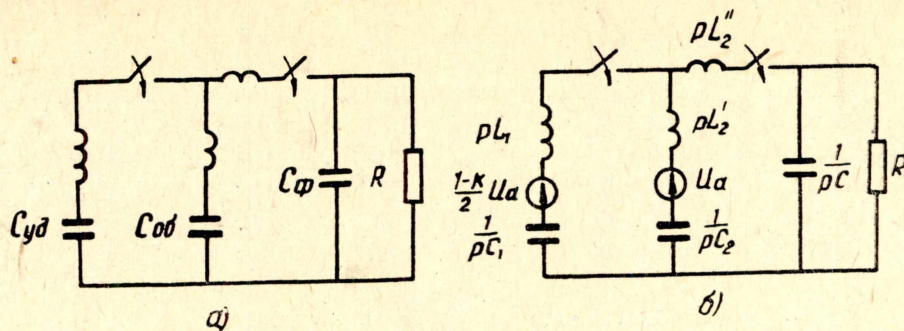 Cуд
Cоб
Cф
R
а)
pL₁
(1-к)/2 Uа
1/pC₁
pL₂'
Uа
1/pC₂
pL₂"
1/pC
R
б)